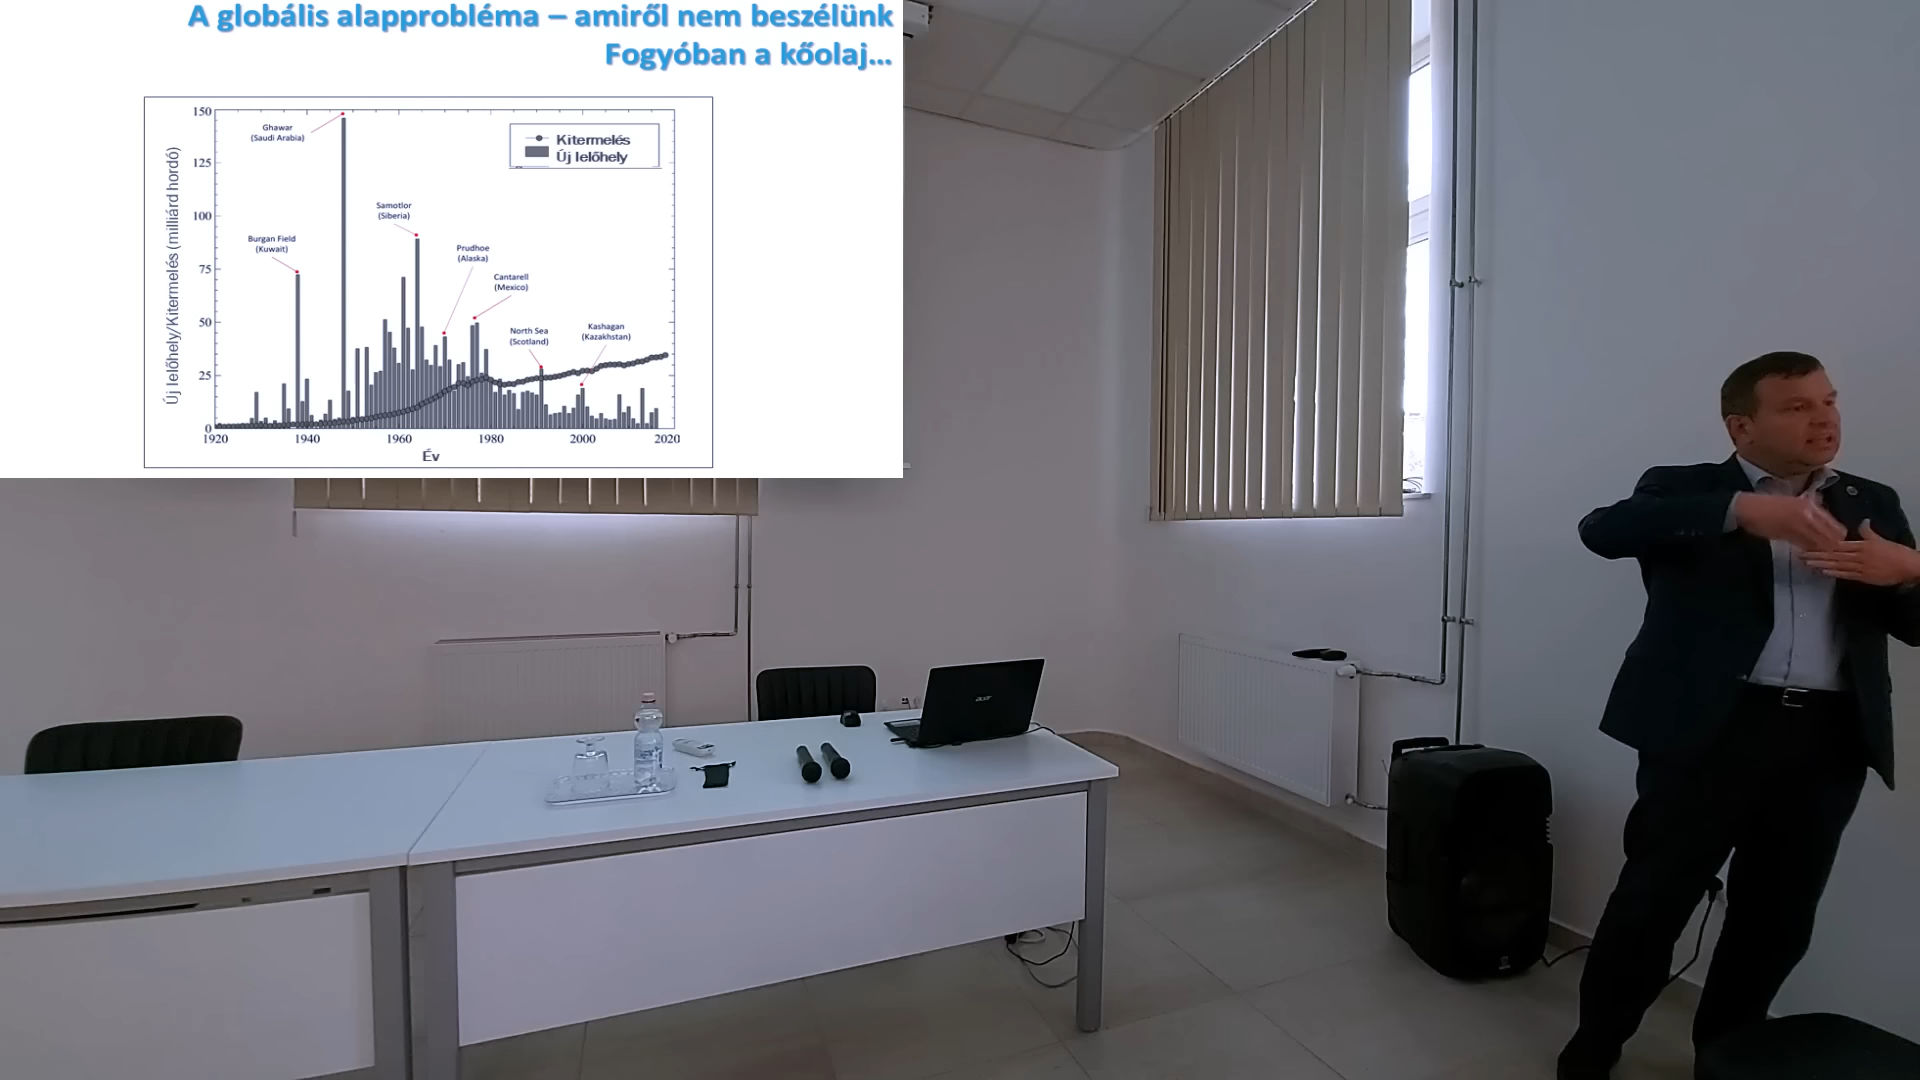 A globális alapprobléma – amiről nem beszélünk
Fogyóban a kőolaj...
Új lelőhely/Kitermelés (milliárd hordó)
150
125
100
75
50
25
0
Ghawar
(Saudi Arabia)
Kitermelés
Új lelőhely
Samotlor
(Siberia)
Burgan Field
(Kuwait)
Prudhoe
(Alaska)
Cantarell
(Mexico)
North Sea
(Scotland)
Kashagan
(Kazakhstan)
1920 1940 1960 1980 2000 2020
Év
acer